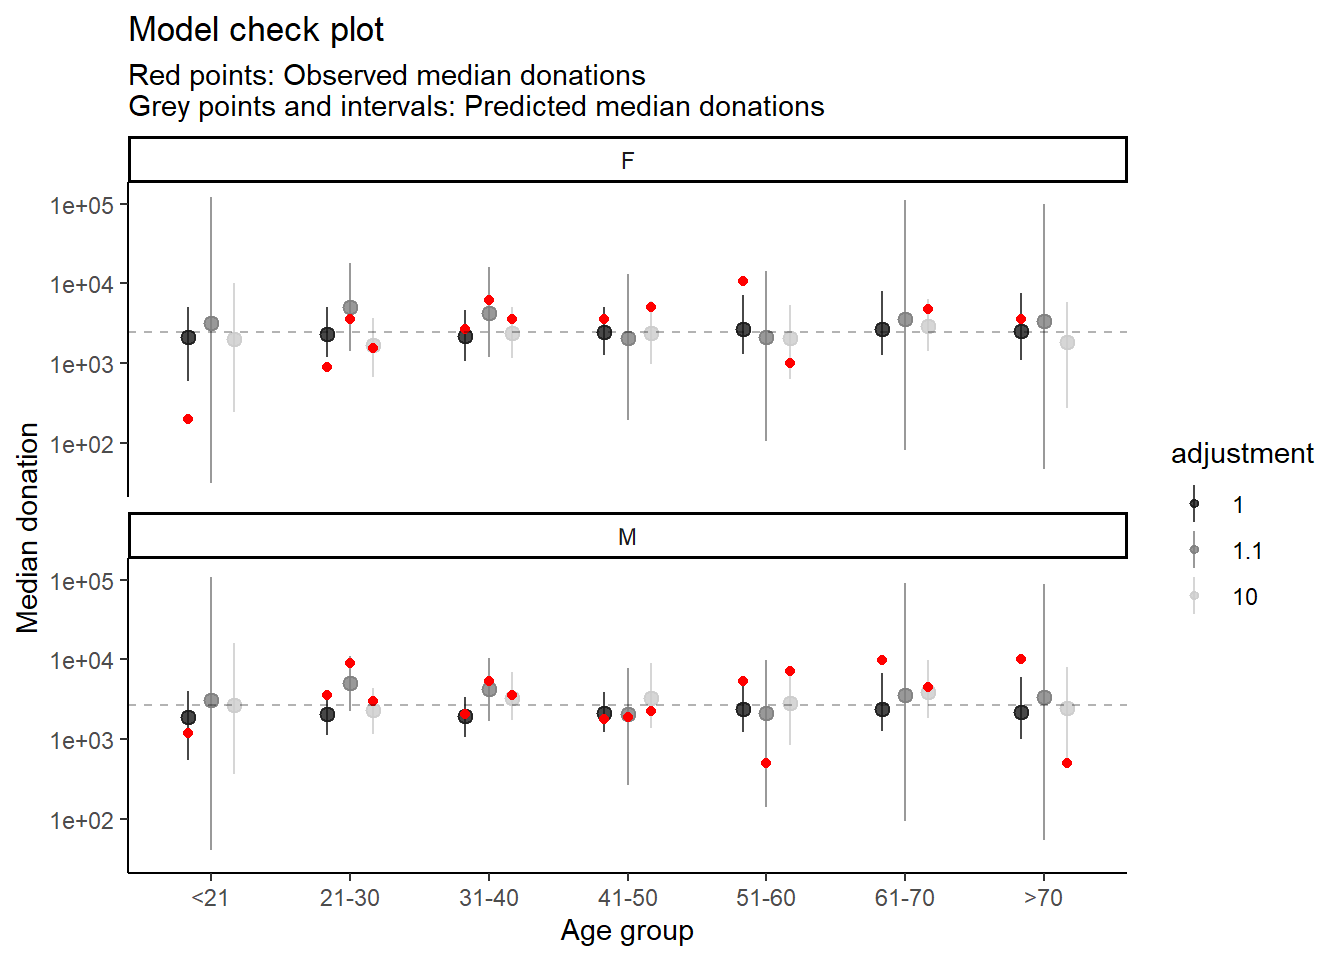 Model check plot
Red points: Observed median donations
Grey points and intervals: Predicted median donations
F
1e+05
1e+04
1e+03
1e+02
Median donation
M
1e+05
1e+04
1e+03
1e+02
<21
21-30
31-40
41-50
51-60
61-70
>70
Age group
adjustment
1
1.1
10